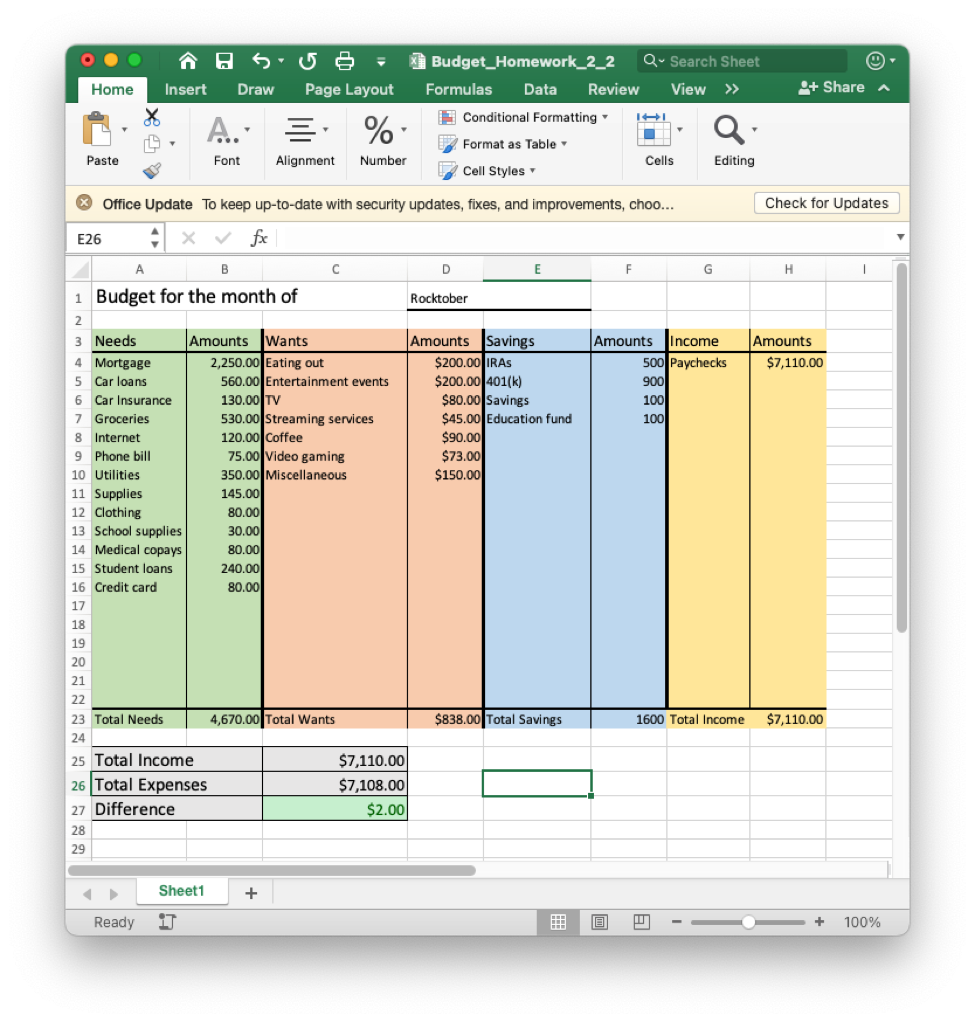 Budget_Homework_2_2
Search Sheet
Home Insert Draw Page Layout Formulas Data Review View >> Share
Paste
Font
Alignment
%
Number
Conditional Formatting
Format as Table
Cell Styles
Cells
Editing
Office Update To keep up-to-date with security updates, fixes, and improvements, choo... Check for Updates
E26 fx
A B C D E F G H I
1 Budget for the month of Rocktober
2
3 Needs Amounts Wants Amounts Savings Amounts Income Amounts
4 Mortgage 2,250.00 Eating out $200.00 IRAs 500 Paychecks $7,110.00
5 Car loans 560.00 Entertainment events $200.00 401(k) 900
6 Car Insurance 130.00 TV $80.00 Savings 100
7 Groceries 530.00 Streaming services $45.00 Education fund 100
8 Internet 120.00 Coffee $90.00
9 Phone bill 75.00 Video gaming $73.00
10 Utilities 350.00 Miscellaneous $150.00
11 Supplies 145.00
12 Clothing 80.00
13 School supplies 30.00
14 Medical copays 80.00
15 Student loans 240.00
16 Credit card 80.00
17
18
19
20
21
22
23 Total Needs 4,670.00 Total Wants $838.00 Total Savings 1600 Total Income $7,110.00
24
25 Total Income $7,110.00
26 Total Expenses $7,108.00
27 Difference $2.00
28
29
Sheet1 +
Ready - + 100%